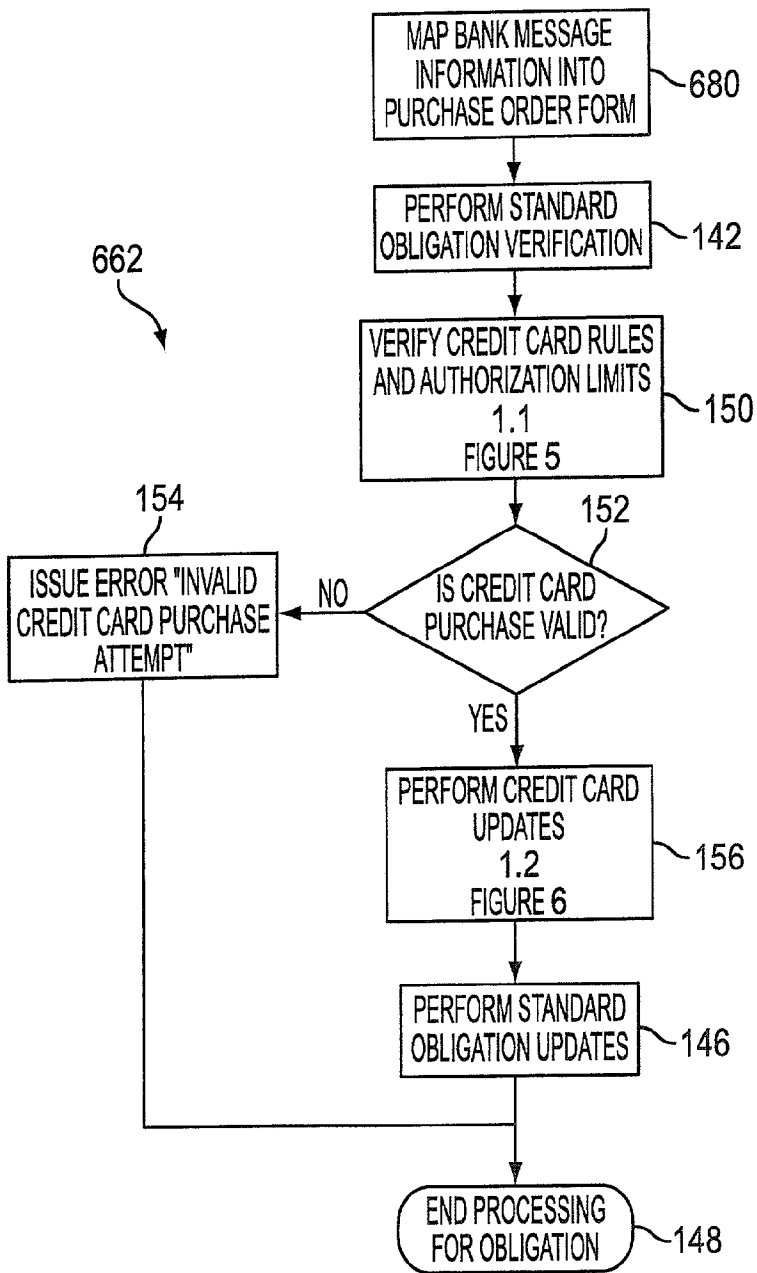 MAP BANK MESSAGE
INFORMATION INTO
PURCHASE ORDER FORM
680
PERFORM STANDARD
OBLIGATION VERIFICATION
142
662
VERIFY CREDIT CARD RULES
AND AUTHORIZATION LIMITS
1.1
FIGURE 5
150
154
152
ISSUE ERROR "INVALID
CREDIT CARD PURCHASE
ATTEMPT"
NO
IS CREDIT CARD
PURCHASE VALID?
YES
PERFORM CREDIT CARD
UPDATES
1.2
FIGURE 6
156
PERFORM STANDARD
OBLIGATION UPDATES
146
END PROCESSING
FOR OBLIGATION
148